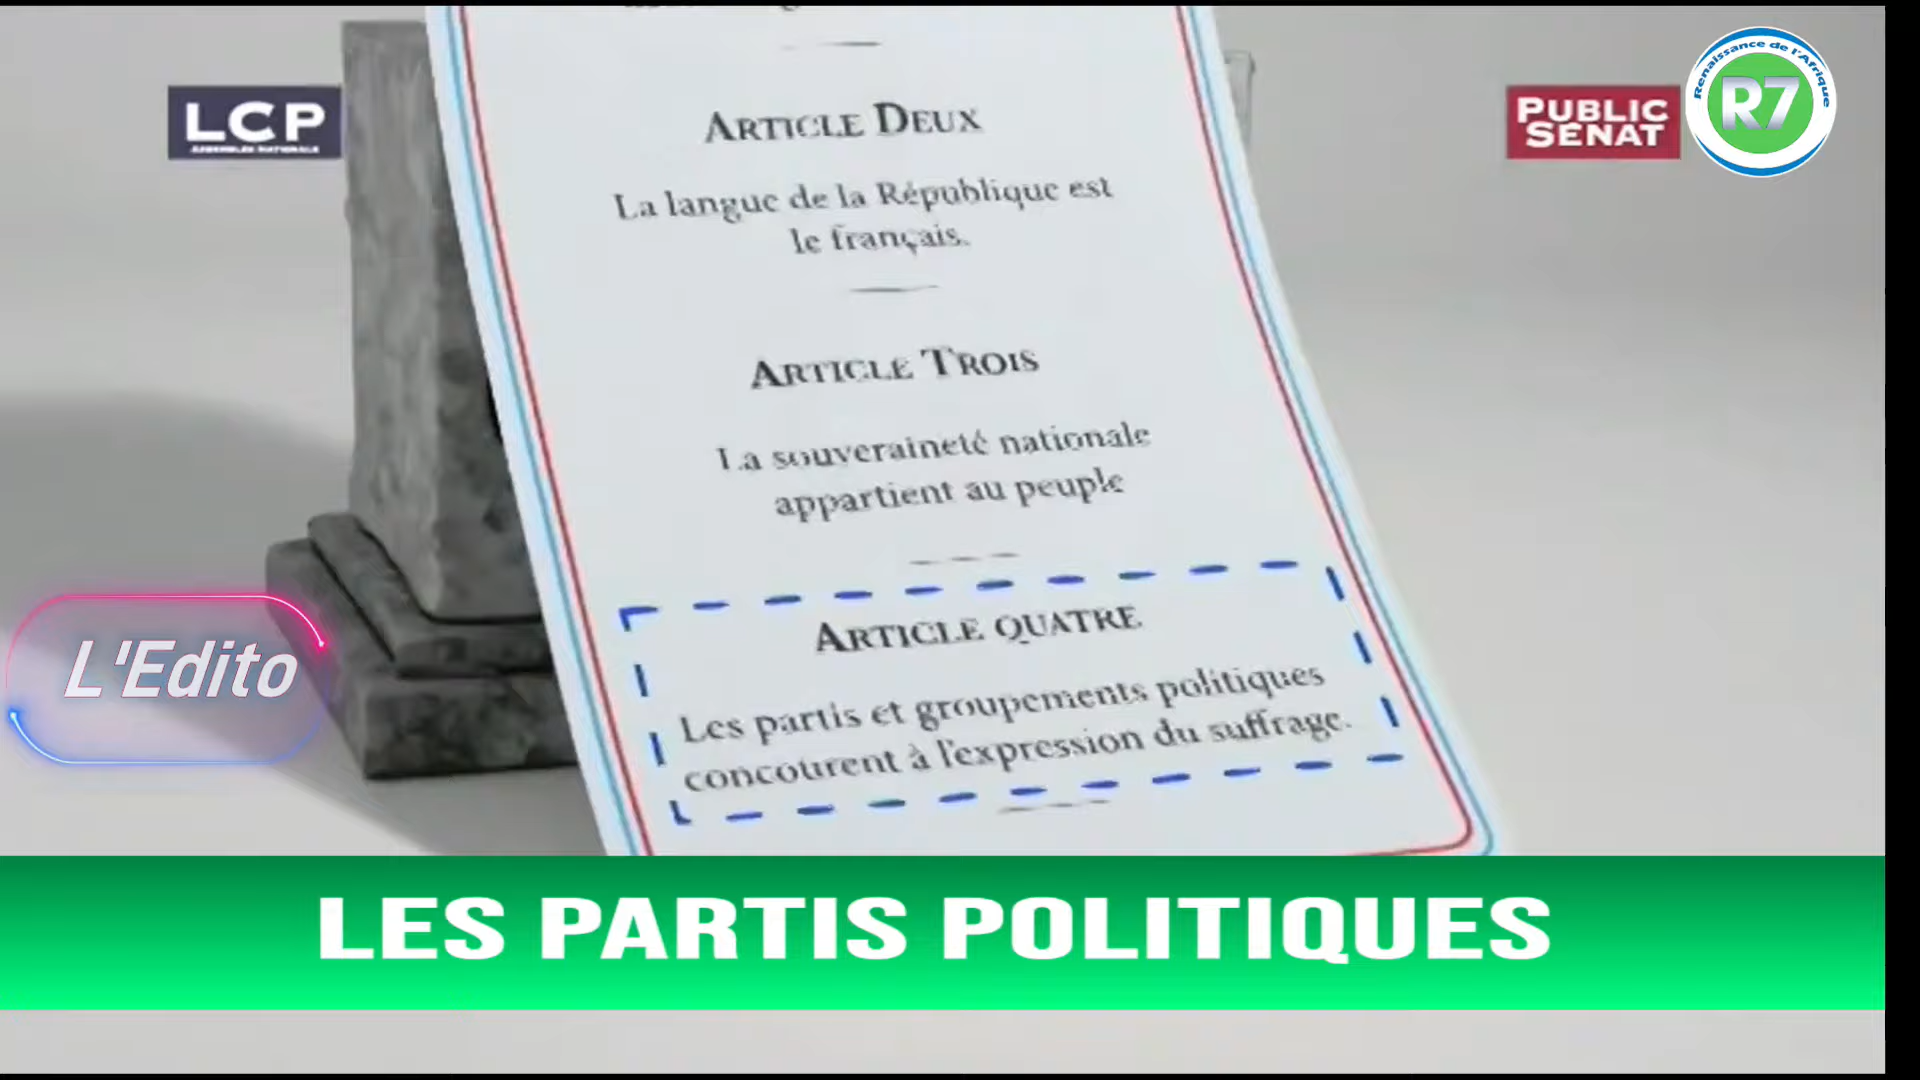 LCP
ASSEMBLÉE NATIONALE
PUBLIC
SÉNAT
Renaissance de l'Afrique
R7
ARTICLE DEUX
La langue de la République est
le français.
ARTICLE TROIS
La souveraineté nationale
appartient au peuple
ARTICLE QUATRE
Les partis et groupements politiques
concourent à l'expression du suffrage.
L'Edito
LES PARTIS POLITIQUES